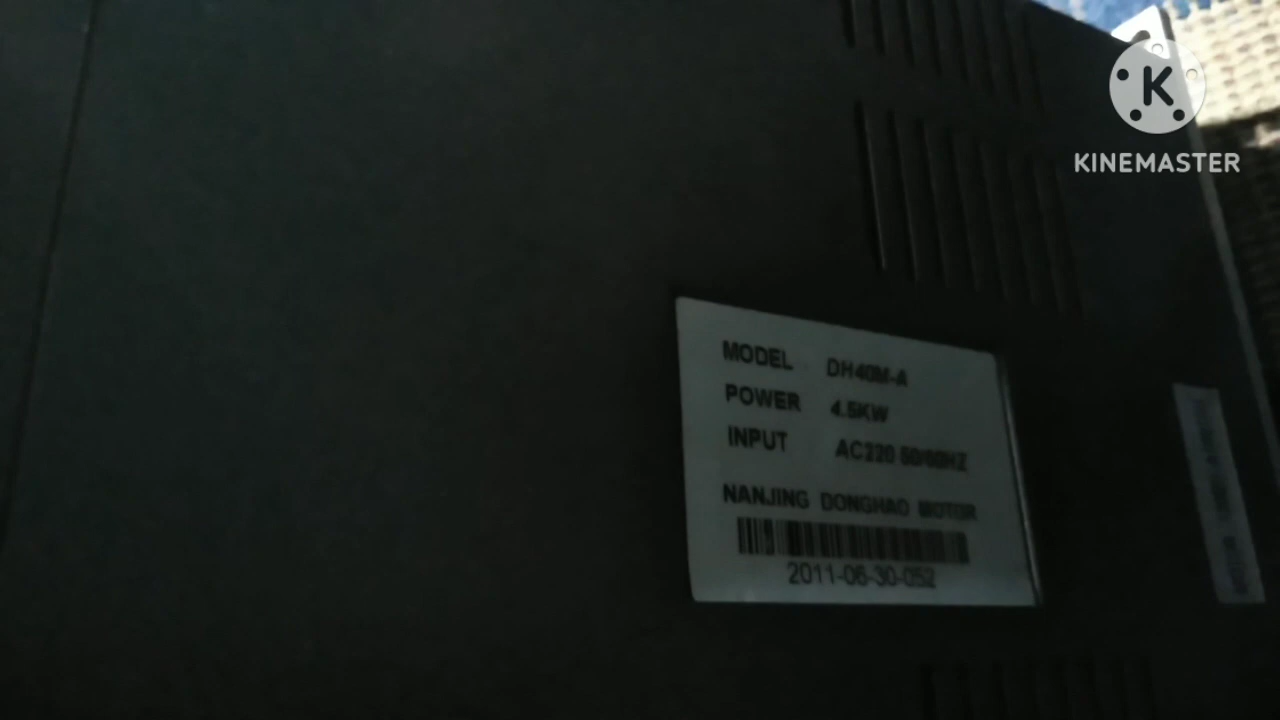 K
KINEMASTER
MODEL DH40M-A
POWER 4.5KW
INPUT AC220 50/60HZ
NANJING DONGHAO MOTOR
2011-06-30-052